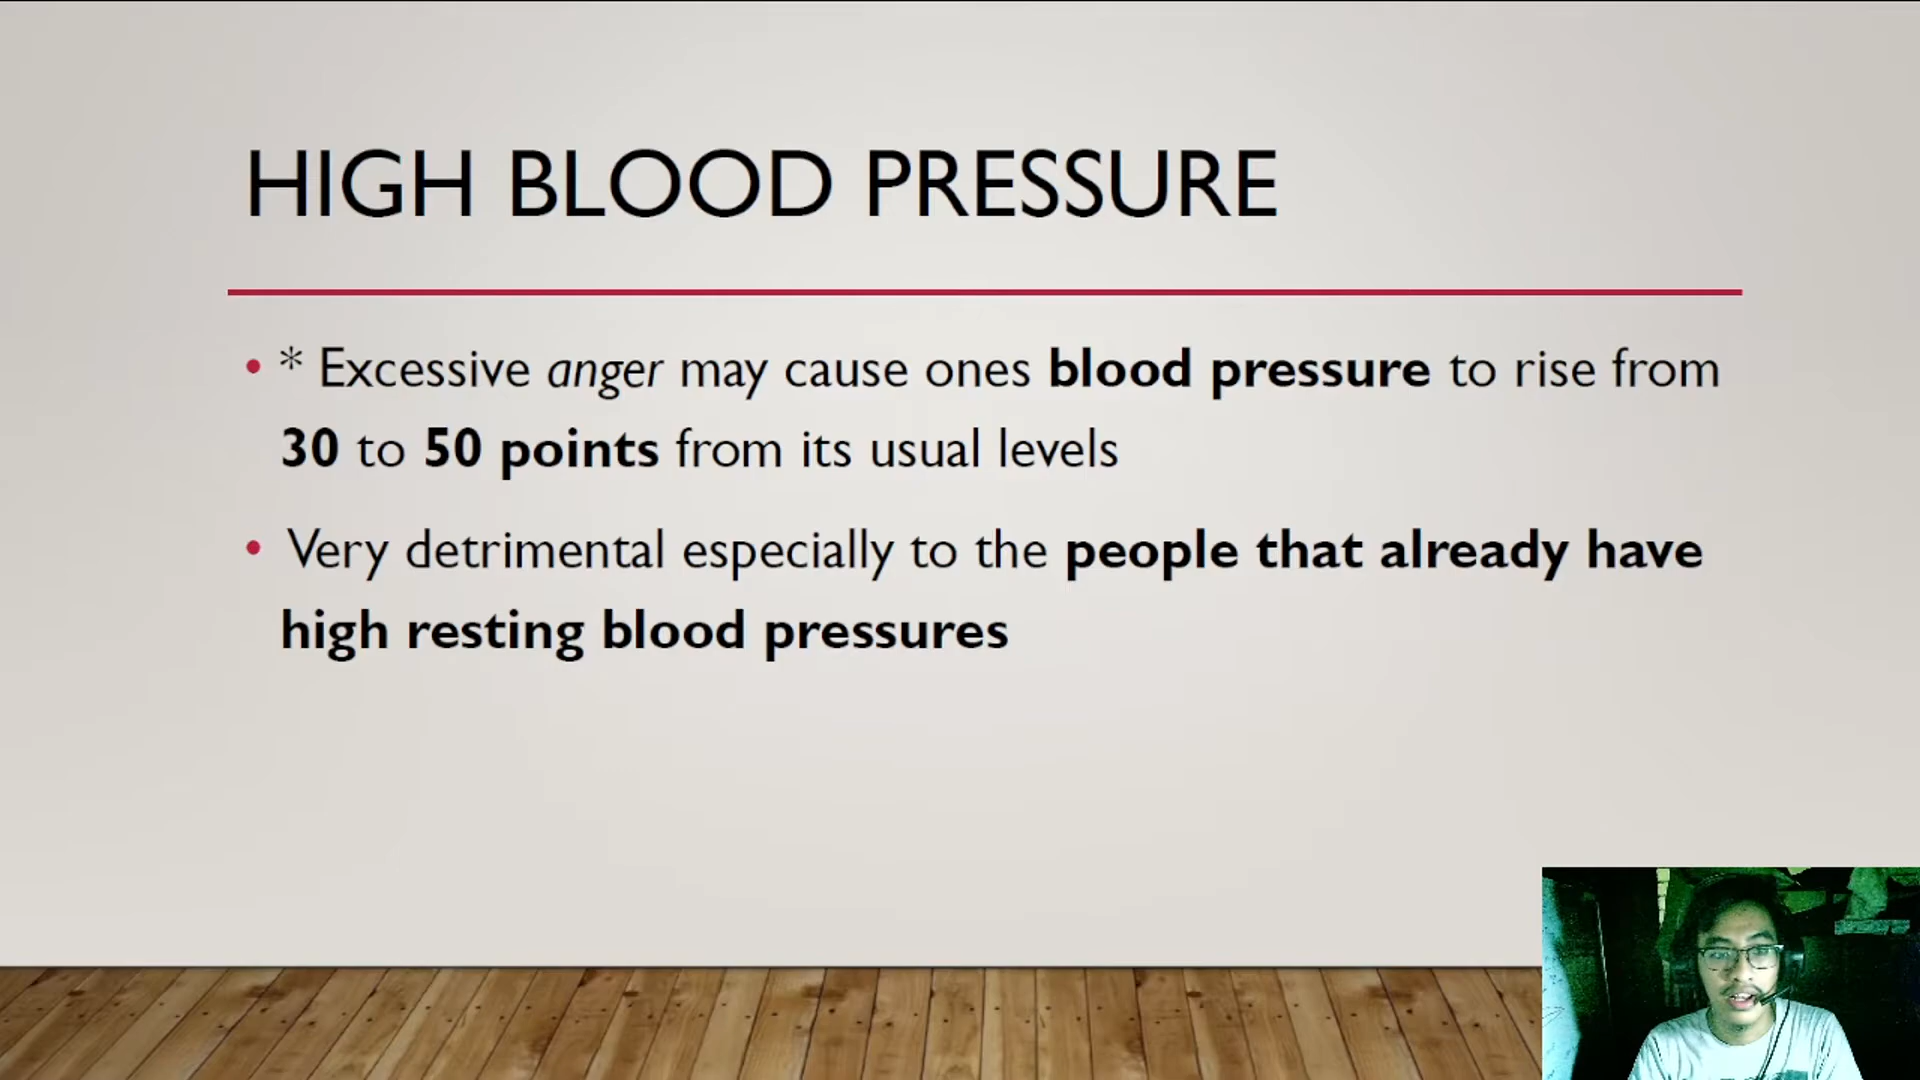 HIGH BLOOD PRESSURE
• * Excessive anger may cause ones blood pressure to rise from
30 to 50 points from its usual levels
• Very detrimental especially to the people that already have
high resting blood pressures